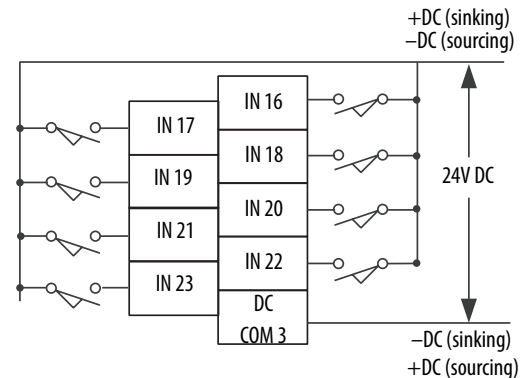 +DC (sinking)
−DC (sourcing)
IN 16
IN 17
IN 18
IN 19
24V DC
IN 20
IN 21
IN 22
IN 23
DC
COM 3
−DC (sinking)
+DC (sourcing)